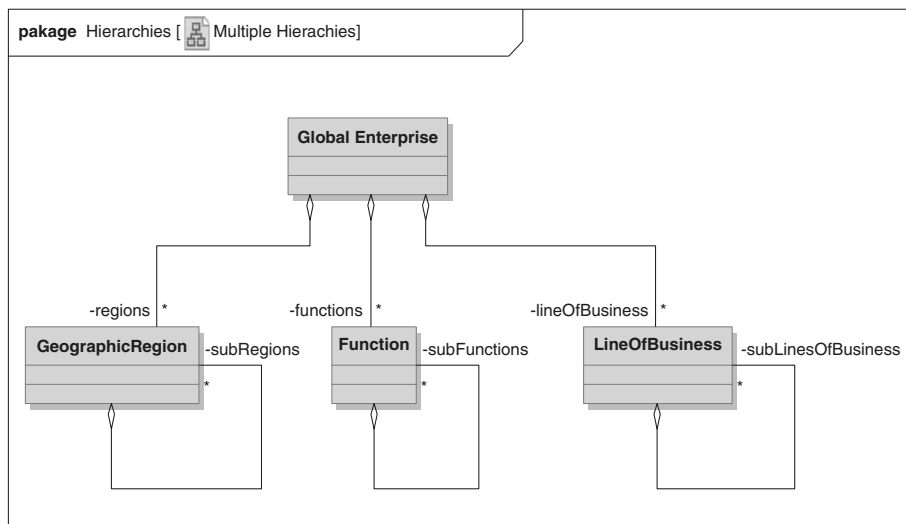 pakage Hierarchies [ Multiple Hierachies]
Global Enterprise
-regions *
-functions *
-lineOfBusiness *
GeographicRegion
-subRegions
*
Function
-subFunctions
*
LineOfBusiness
-subLinesOfBusiness
*